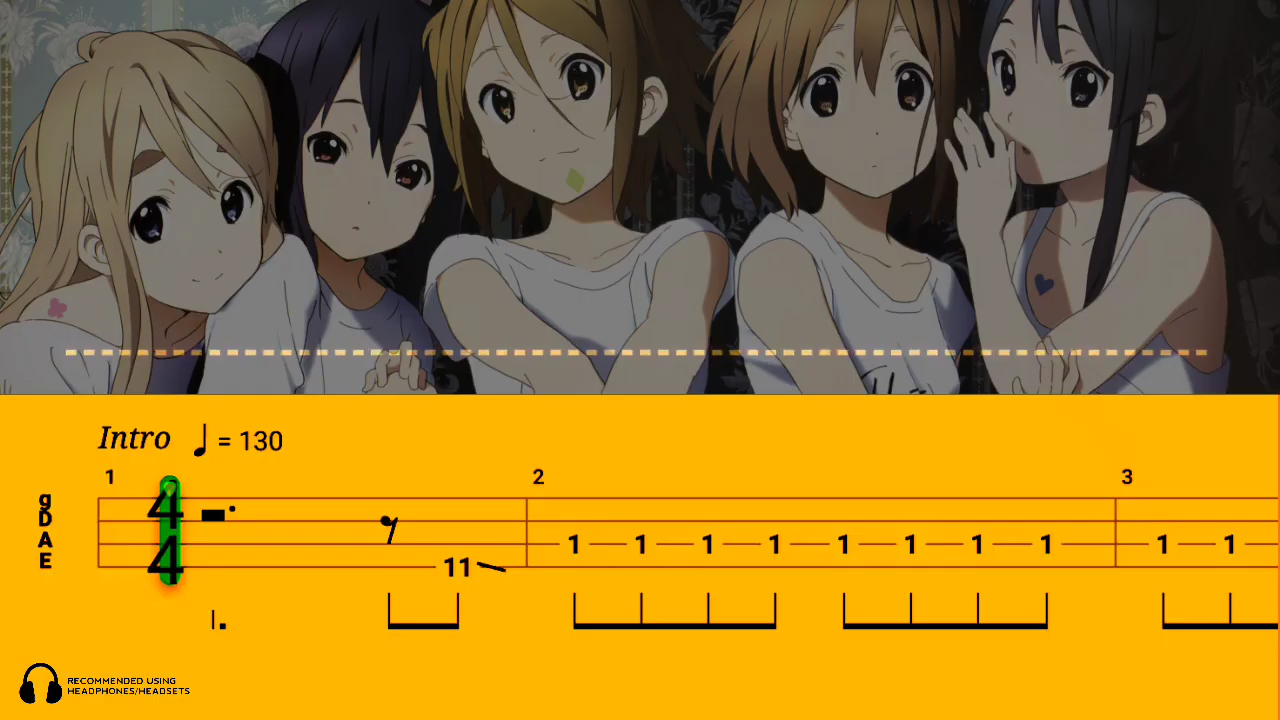 Intro ♩ = 130
1 2 3
g
D
A
E
4
4
1 1 1 1 1 1 1 1 1 1
11
RECOMMENDED USING
HEADPHONES/HEADSETS